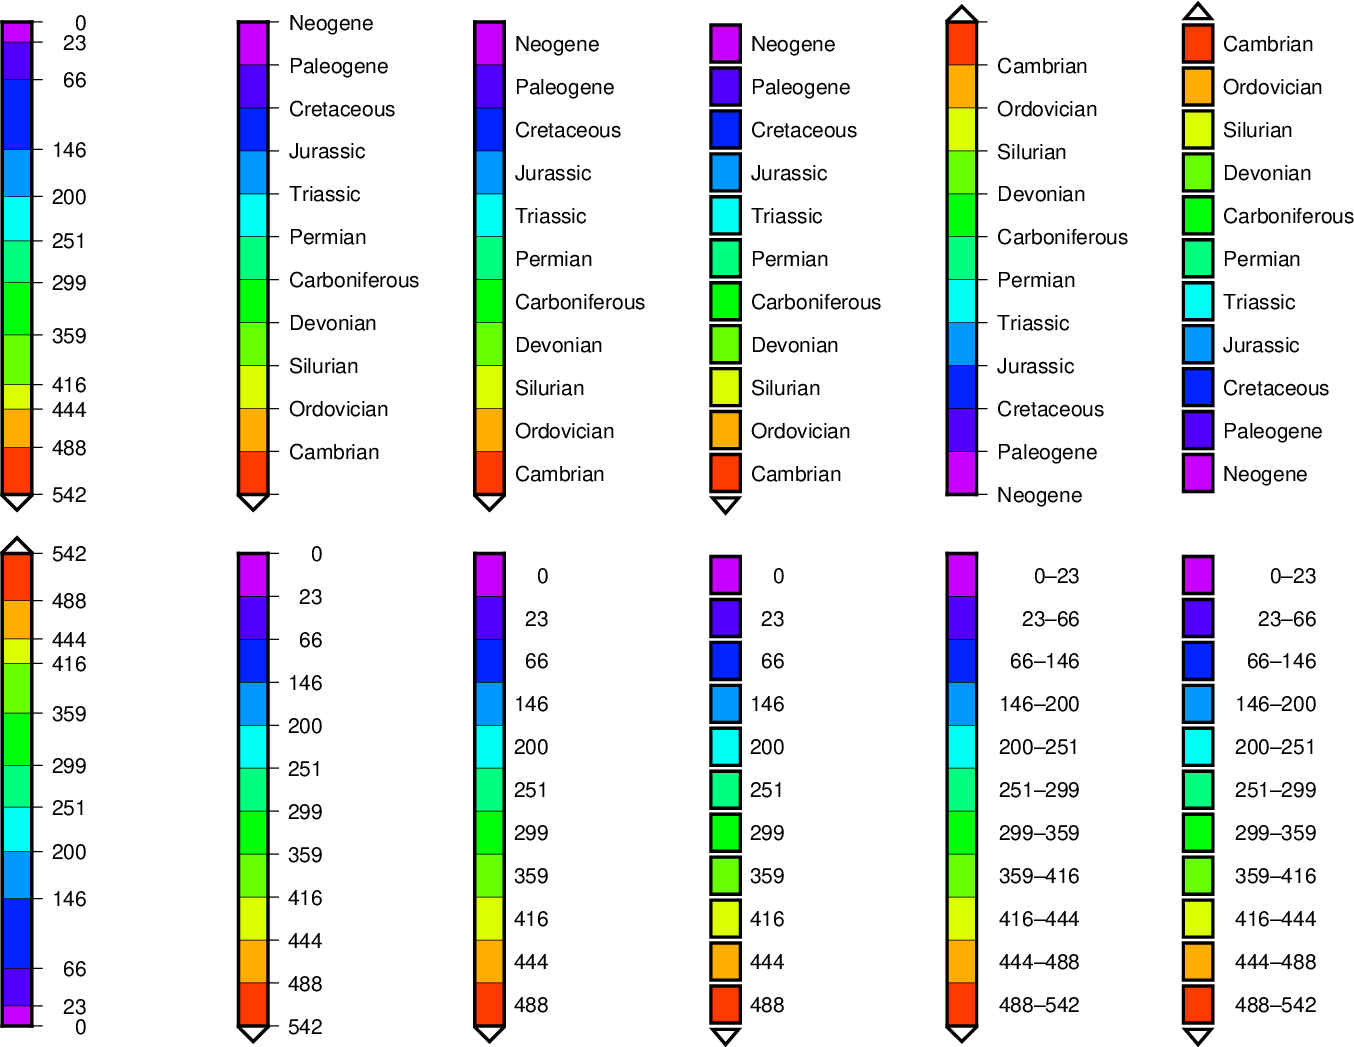 0
23
66
146
200
251
299
359
416
444
488
542
Neogene
Paleogene
Cretaceous
Jurassic
Triassic
Permian
Carboniferous
Devonian
Silurian
Ordovician
Cambrian
Neogene
Paleogene
Cretaceous
Jurassic
Triassic
Permian
Carboniferous
Devonian
Silurian
Ordovician
Cambrian
Neogene
Paleogene
Cretaceous
Jurassic
Triassic
Permian
Carboniferous
Devonian
Silurian
Ordovician
Cambrian
Cambrian
Ordovician
Silurian
Devonian
Carboniferous
Permian
Triassic
Jurassic
Cretaceous
Paleogene
Neogene
Cambrian
Ordovician
Silurian
Devonian
Carboniferous
Permian
Triassic
Jurassic
Cretaceous
Paleogene
Neogene
542
488
444
416
359
299
251
200
146
66
23
0
0
23
66
146
200
251
299
359
416
444
488
542
0
23
66
146
200
251
299
359
416
444
488
0
23
66
146
200
251
299
359
416
444
488
0–23
23–66
66–146
146–200
200–251
251–299
299–359
359–416
416–444
444–488
488–542
0–23
23–66
66–146
146–200
200–251
251–299
299–359
359–416
416–444
444–488
488–542